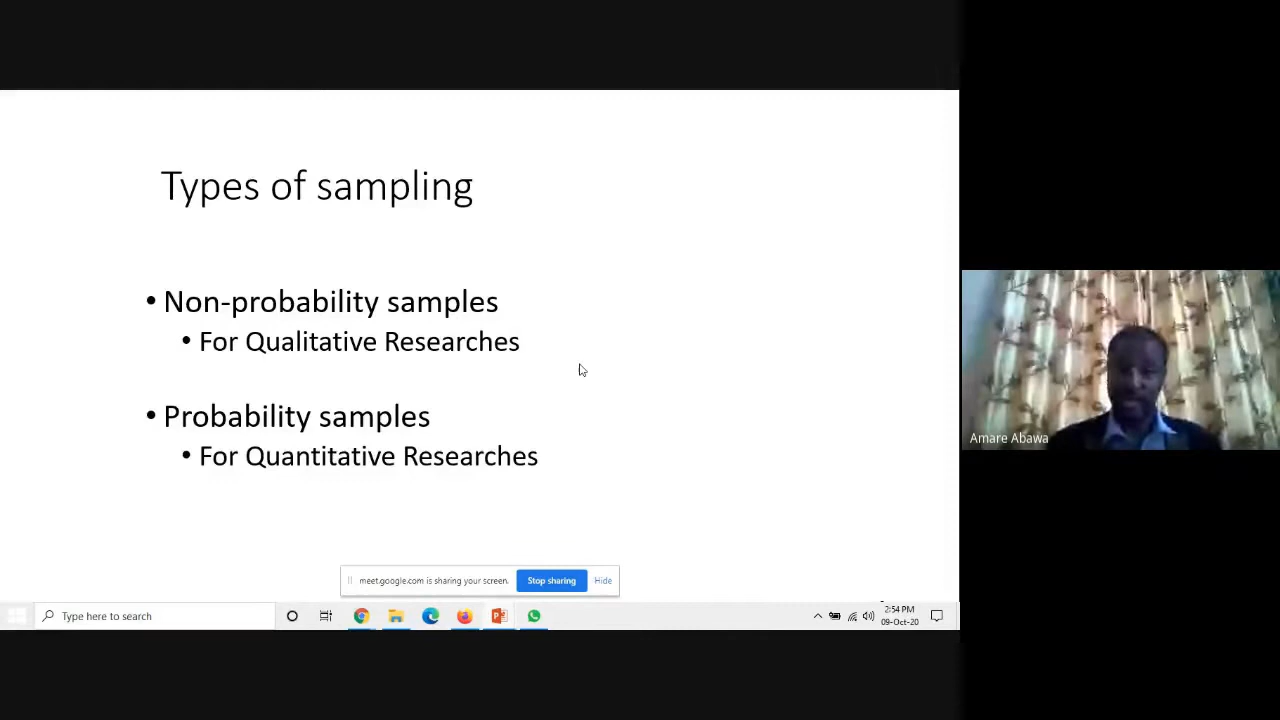 Types of sampling
• Non-probability samples
• For Qualitative Researches
• Probability samples
• For Quantitative Researches
Amare Abawa
meet.google.com is sharing your screen.
Stop sharing
Hide
Type here to search
2:54 PM
09-Oct-20